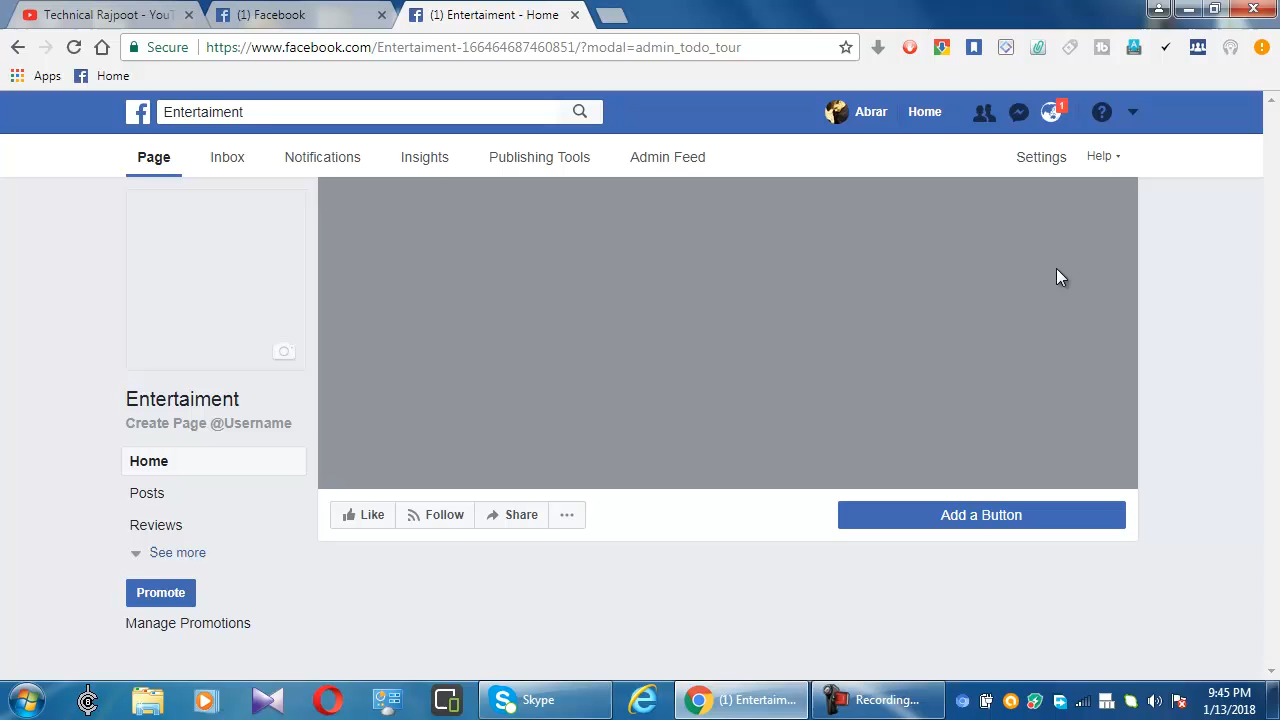 Technical Rajpoot - YouT
(1) Facebook
(1) Entertaiment - Home
Secure
https://www.facebook.com/Entertaiment-166464087460851/?modal=admin_todo_tour
Apps
Home
Entertaiment
Abrar
Home
1
Page
Inbox
Notifications
Insights
Publishing Tools
Admin Feed
Settings
Help
Entertaiment
Create Page @Username
Home
Posts
Reviews
See more
Promote
Manage Promotions
Like
Follow
Share
Add a Button
Skype
(1) Entertaim...
Recording...
9:45 PM
1/13/2018